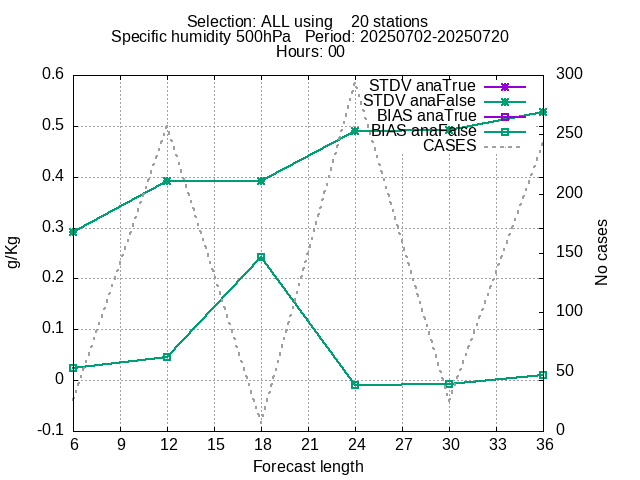 Selection: ALL using    20 stations
Specific humidity 500hPa   Period: 20250702-20250720
Hours: 00
0.6
0.5
0.4
0.3
0.2
0.1
0
-0.1
g/Kg
300
250
200
150
100
50
0
No cases
STDV anaTrue
STDV anaFalse
BIAS anaTrue
BIAS anaFalse
CASES
6 9 12 15 18 21 24 27 30 33 36
Forecast length